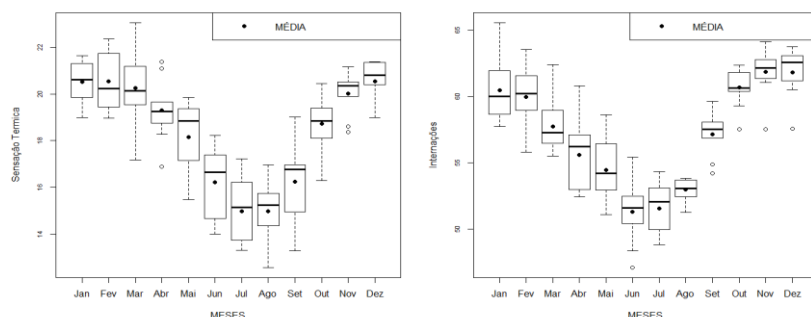 MÉDIA
Sensação Termica
22
20
18
16
14
Jan Fev Mar Abr Mai Jun Jul Ago Set Out Nov Dez
MESES
MÉDIA
Internações
65
60
55
50
Jan Fev Mar Abr Mai Jun Jul Ago Set Out Nov Dez
MESES